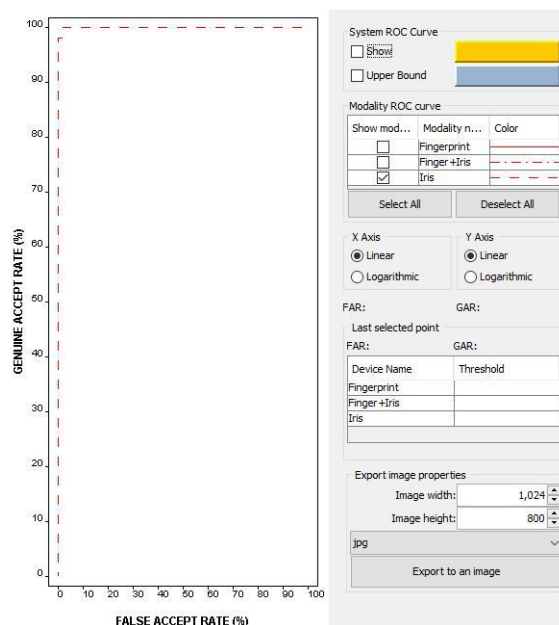 100
90
80
70
60
50
40
30
20
10
0
GENUINE ACCEPT RATE (%)
0 10 20 30 40 50 60 70 80 90 100
FALSE ACCEPT RATE (%)
System ROC Curve
Show
Upper Bound
Modality ROC curve
Show mod... Modality n... Color
Fingerprint
Finger+Iris
Iris
Select All Deselect All
X Axis Y Axis
Linear Linear
Logarithmic Logarithmic
FAR: GAR:
Last selected point
FAR: GAR:
Device Name Threshold
Fingerprint
Finger+Iris
Iris
Export image properties
Image width: 1,024
Image height: 800
jpg
Export to an image